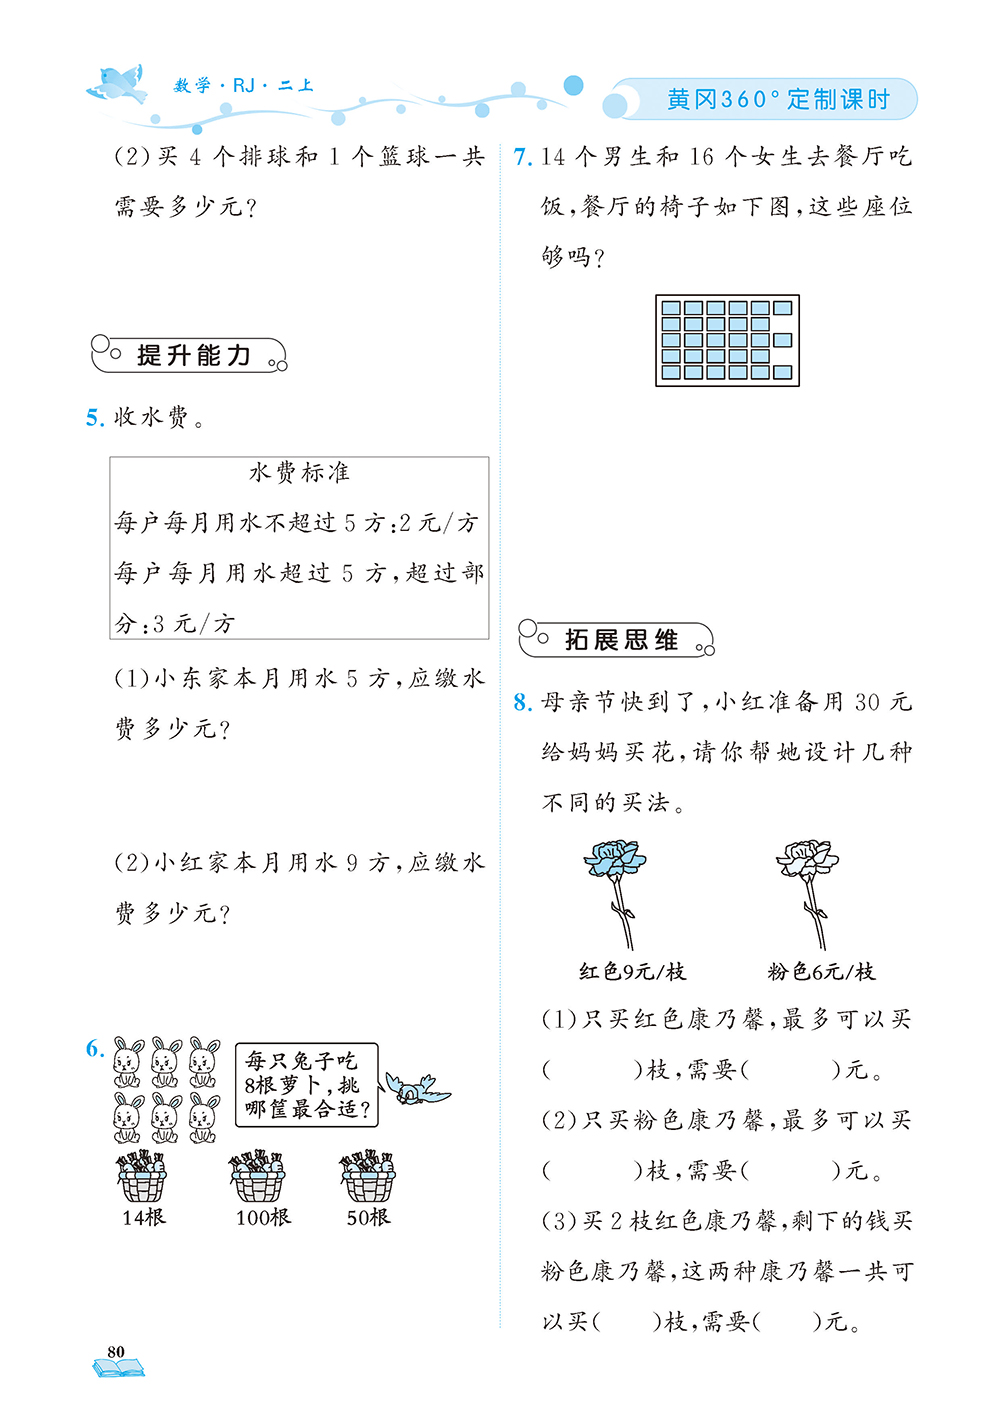 数学·RJ·二上
黄冈360°定制课时
(2)买 4 个排球和 1 个篮球一共
需要多少元?
提升能力
5. 收水费。
水费标准
每户每月用水不超过 5 方:2 元/方
每户每月用水超过 5 方,超过部
分:3 元/方
(1)小东家本月用水 5 方,应缴水
费多少元?
(2)小红家本月用水 9 方,应缴水
费多少元?
6.
每只兔子吃
8根萝卜,挑
哪筐最合适?
14根 100根 50根
7. 14 个男生和 16 个女生去餐厅吃
饭,餐厅的椅子如下图,这些座位
够吗?
拓展思维
8. 母亲节快到了,小红准备用 30 元
给妈妈买花,请你帮她设计几种
不同的买法。
红色9元/枝 粉色6元/枝
(1)只买红色康乃馨,最多可以买
( )枝,需要( )元。
(2)只买粉色康乃馨,最多可以买
( )枝,需要( )元。
(3)买 2 枝红色康乃馨,剩下的钱买
粉色康乃馨,这两种康乃馨一共可
以买( )枝,需要( )元。
80